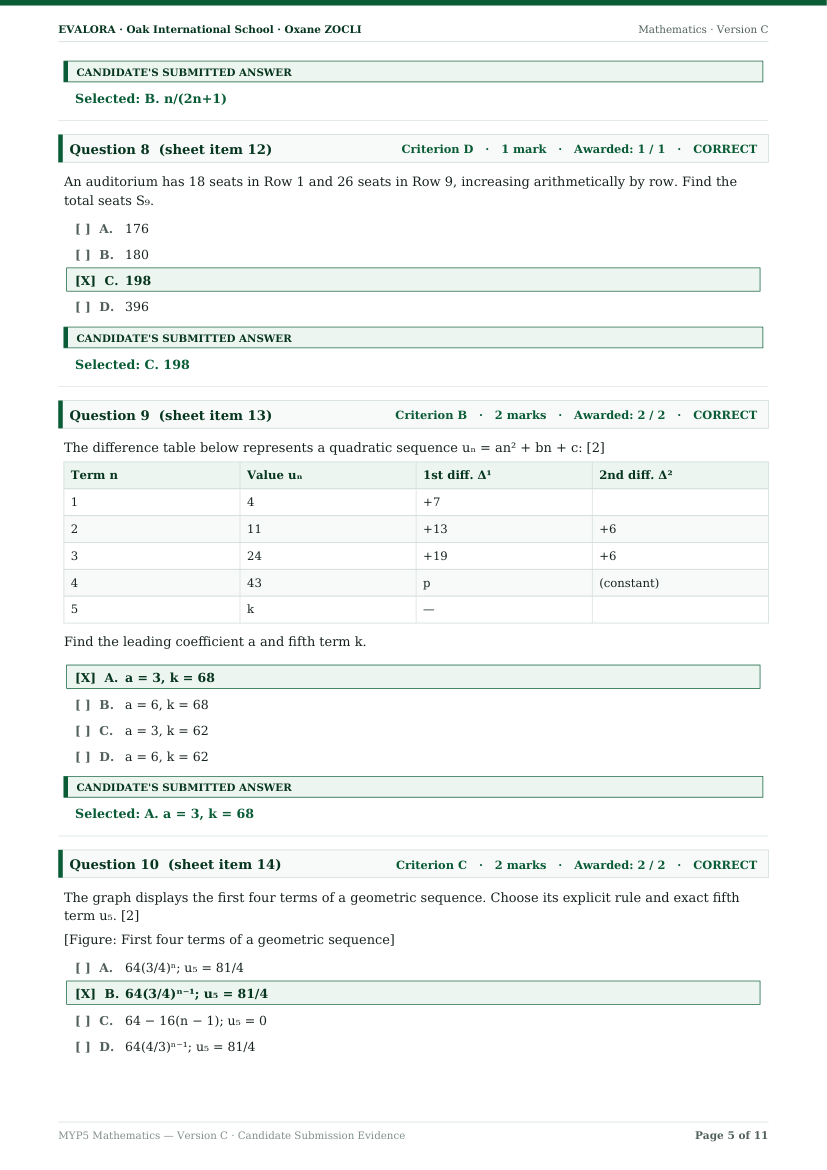 EVALORA · Oak International School · Oxane ZOCLI
Mathematics · Version C
CANDIDATE'S SUBMITTED ANSWER
Selected: B. n/(2n+1)
Question 8 (sheet item 12)
Criterion D · 1 mark · Awarded: 1 / 1 · CORRECT
An auditorium has 18 seats in Row 1 and 26 seats in Row 9, increasing arithmetically by row. Find the
total seats S₉.
[ ] A. 176
[ ] B. 180
[X] C. 198
[ ] D. 396
CANDIDATE'S SUBMITTED ANSWER
Selected: C. 198
Question 9 (sheet item 13)
Criterion B · 2 marks · Awarded: 2 / 2 · CORRECT
The difference table below represents a quadratic sequence uₙ = an² + bn + c: [2]
Term n Value uₙ 1st diff. Δ¹ 2nd diff. Δ²
1 4 +7
2 11 +13 +6
3 24 +19 +6
4 43 p (constant)
5 k —
Find the leading coefficient a and fifth term k.
[X] A. a = 3, k = 68
[ ] B. a = 6, k = 68
[ ] C. a = 3, k = 62
[ ] D. a = 6, k = 62
CANDIDATE'S SUBMITTED ANSWER
Selected: A. a = 3, k = 68
Question 10 (sheet item 14)
Criterion C · 2 marks · Awarded: 2 / 2 · CORRECT
The graph displays the first four terms of a geometric sequence. Choose its explicit rule and exact fifth
term u₅. [2]
[Figure: First four terms of a geometric sequence]
[ ] A. 64(3/4)ⁿ; u₅ = 81/4
[X] B. 64(3/4)ⁿ⁻¹; u₅ = 81/4
[ ] C. 64 − 16(n − 1); u₅ = 0
[ ] D. 64(4/3)ⁿ⁻¹; u₅ = 81/4
MYP5 Mathematics — Version C · Candidate Submission Evidence
Page 5 of 11